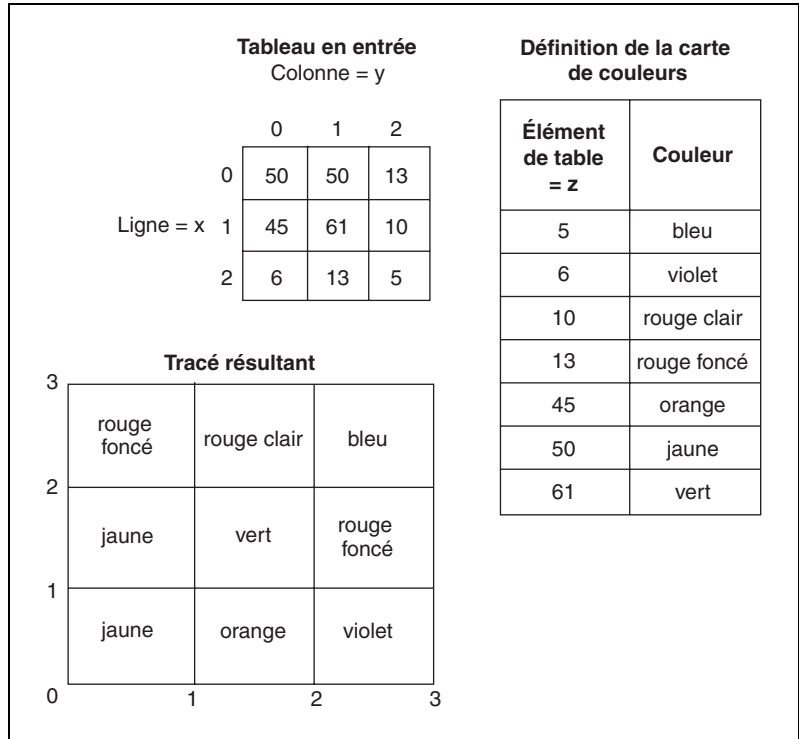 Tableau en entrée
Colonne = y
0 1 2
0 50 50 13
Ligne = x 1 45 61 10
2 6 13 5
Définition de la carte
de couleurs
Élément
de table
= z
Couleur
5 bleu
6 violet
10 rouge clair
13 rouge foncé
45 orange
50 jaune
61 vert
Tracé résultant
3
rouge
foncé
rouge clair
bleu
2
jaune
vert
rouge
foncé
1
jaune
orange
violet
0 1 2 3